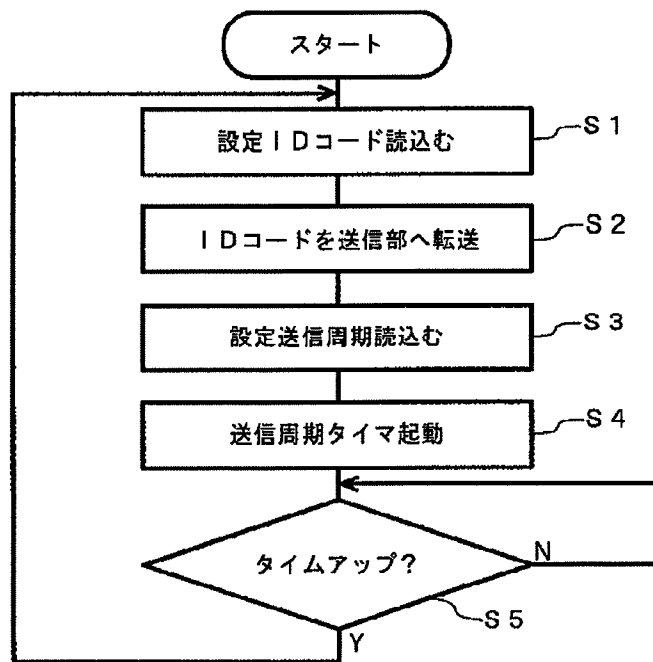 スタート
設定IDコード読込む
S1
IDコードを送信部へ転送
S2
設定送信周期読込む
S3
送信周期タイマ起動
S4
タイムアップ?
N
S5
Y